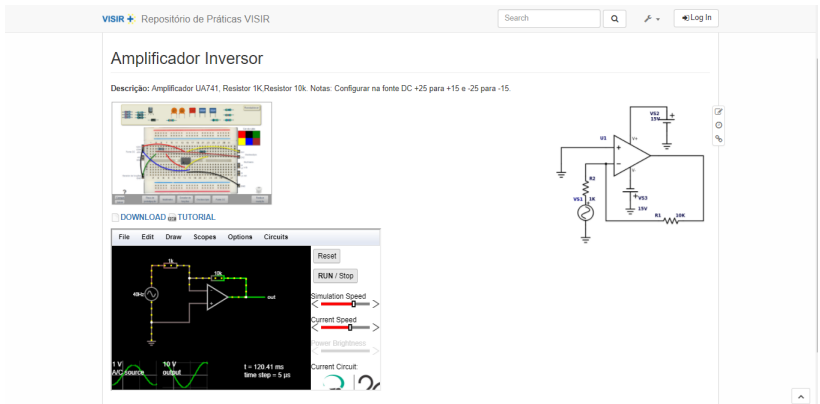 VISIR + Repositório de Práticas VISIR
Search
Log In
Amplificador Inversor
Descrição: Amplificador UA741, Resistor 1K,Resistor 10k. Notas: Configurar na fonte DC +25 para +15 e -25 para -15.
?
VS2
15V
+
U1
V+
+
-
V-
R2
1K
VS1
+
VS3
15V
R1 10K
DOWNLOAD TUTORIAL
File Edit Draw Scopes Options Circuits
Reset
RUN / Stop
Simulation Speed
Current Speed
Power Brightness
Current Circuit:
1k
10k
40Hz
out
1 V
A/C source
10 V
output
t = 120.41 ms
time step = 5 µs